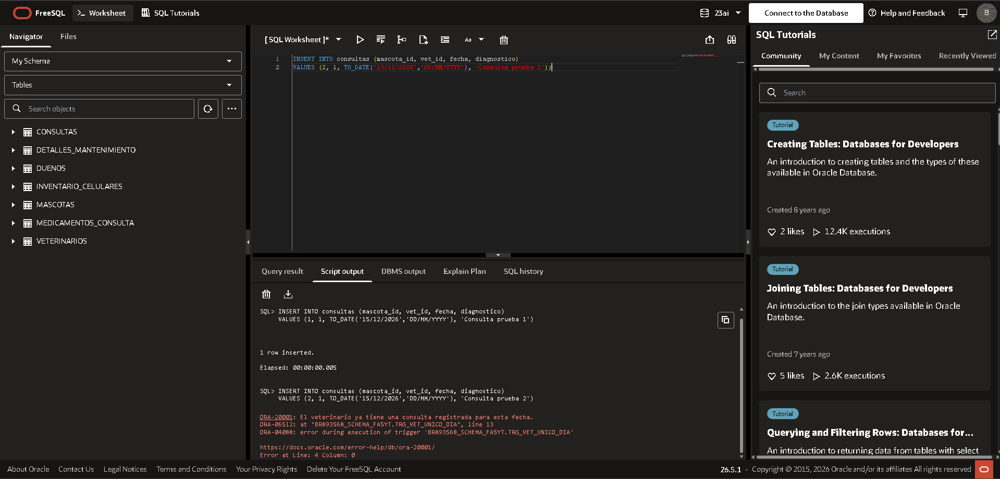 FreeSQL
Worksheet
SQL Tutorials
23ai
Connect to the Database
Help and Feedback
B
Navigator
Files
My Schema
Tables
Search objects
CONSULTAS
DETALLES_MANTENIMIENTO
DUENOS
INVENTARIO_CELULARES
MASCOTAS
MEDICAMENTOS_CONSULTA
VETERINARIOS
[ SQL Worksheet ]*
Aa
1 INSERT INTO consultas (mascota_id, vet_id, fecha, diagnostico)
2 VALUES (2, 1, TO_DATE('15/12/2026','DD/MM/YYYY'), 'Consulta prueba 2');
Query result
Script output
DBMS output
Explain Plan
SQL history
SQL> INSERT INTO consultas (mascota_id, vet_id, fecha, diagnostico)
VALUES (1, 1, TO_DATE('15/12/2026','DD/MM/YYYY'), 'Consulta prueba 1')
1 row inserted.
Elapsed: 00:00:00.005
SQL> INSERT INTO consultas (mascota_id, vet_id, fecha, diagnostico)
VALUES (2, 1, TO_DATE('15/12/2026','DD/MM/YYYY'), 'Consulta prueba 2')
ORA-20001: El veterinario ya tiene una consulta registrada para esta fecha.
ORA-06512: at "BR893568_SCHEMA_FA5YT.TRG_VET_UNICO_DIA", line 13
ORA-04088: error during execution of trigger 'BR893568_SCHEMA_FA5YT.TRG_VET_UNICO_DIA'
https://docs.oracle.com/error-help/db/ora-20001/
Error at Line: 4 Column: 0
SQL Tutorials
Community
My Content
My Favorites
Recently Viewed
Search
Tutorial
Creating Tables: Databases for Developers
An introduction to creating tables and the types of these
available in Oracle Database.
Created 8 years ago
2 likes
12.4K executions
Tutorial
Joining Tables: Databases for Developers
An introduction to the join types available in Oracle
Database.
Created 7 years ago
5 likes
2.6K executions
Tutorial
Querying and Filtering Rows: Databases for...
An introduction to returning data from tables with select
About Oracle
Contact Us
Legal Notices
Terms and Conditions
Your Privacy Rights
Delete Your FreeSQL Account
26.5.1 - Copyright © 2015, 2026 Oracle and/or its affiliates All rights reserved